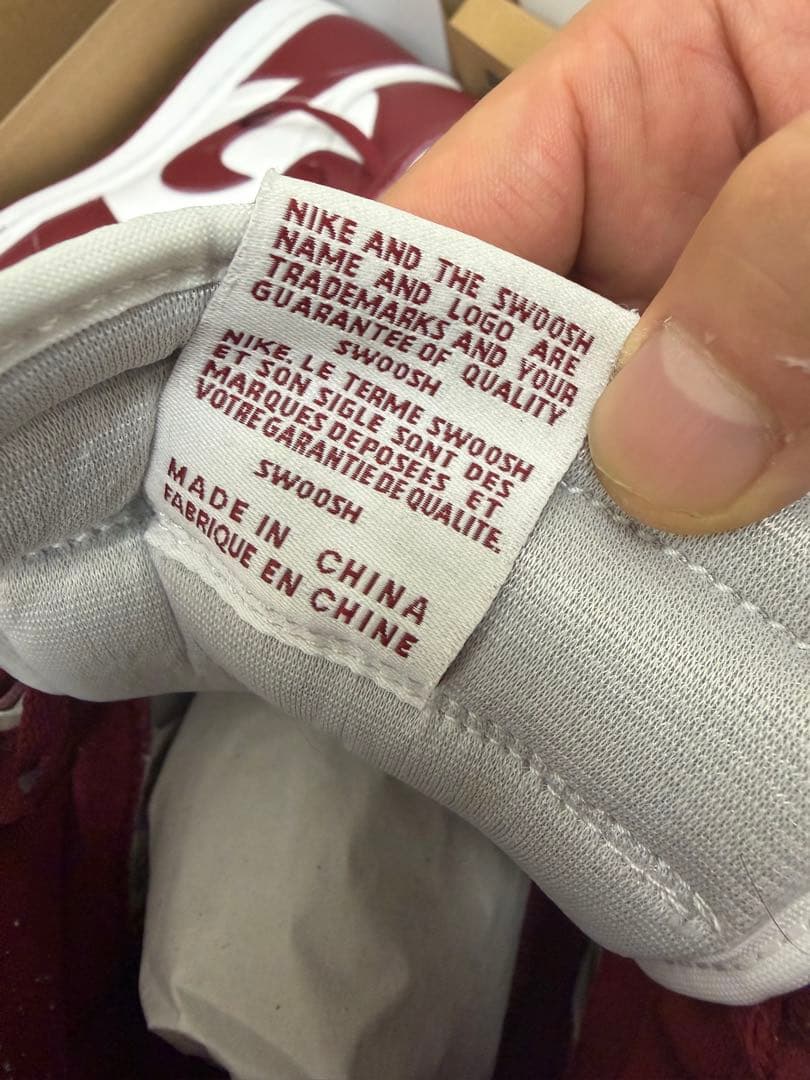 NIKE AND THE SWOOSH
NAME AND LOGO ARE
TRADEMARKS AND YOUR
GUARANTEE OF QUALITY
SWOOSH
NIKE. LE TERME SWOOSH
ET SON SIGLE SONT DES
MARQUES DEPOSEES ET
VOTRE GARANTIE DE QUALITE.
SWOOSH
MADE IN CHINA
FABRIQUE EN CHINE